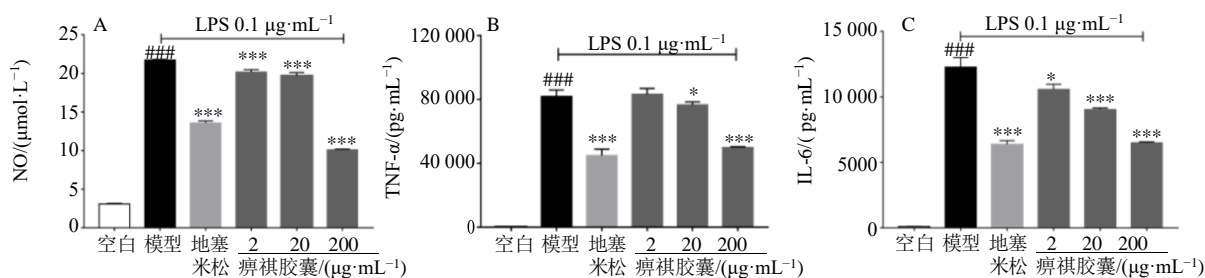 A
LPS 0.1 μg·mL⁻¹
NO/(μmol·L⁻¹)
25
20
15
10
5
0
###
***
***
***
***
空白 模型 地塞 2 20 200
米松 痹祺胶囊/(μg·mL⁻¹)
B
LPS 0.1 μg·mL⁻¹
TNF-α/(pg·mL⁻¹)
120 000
80 000
40 000
0
###
***
*
***
空白 模型 地塞 2 20 200
米松 痹祺胶囊/(μg·mL⁻¹)
C
LPS 0.1 μg·mL⁻¹
IL-6/( pg·mL⁻¹)
15 000
10 000
5000
0
###
***
*
***
***
空白 模型 地塞 2 20 200
米松 痹祺胶囊/(μg·mL⁻¹)